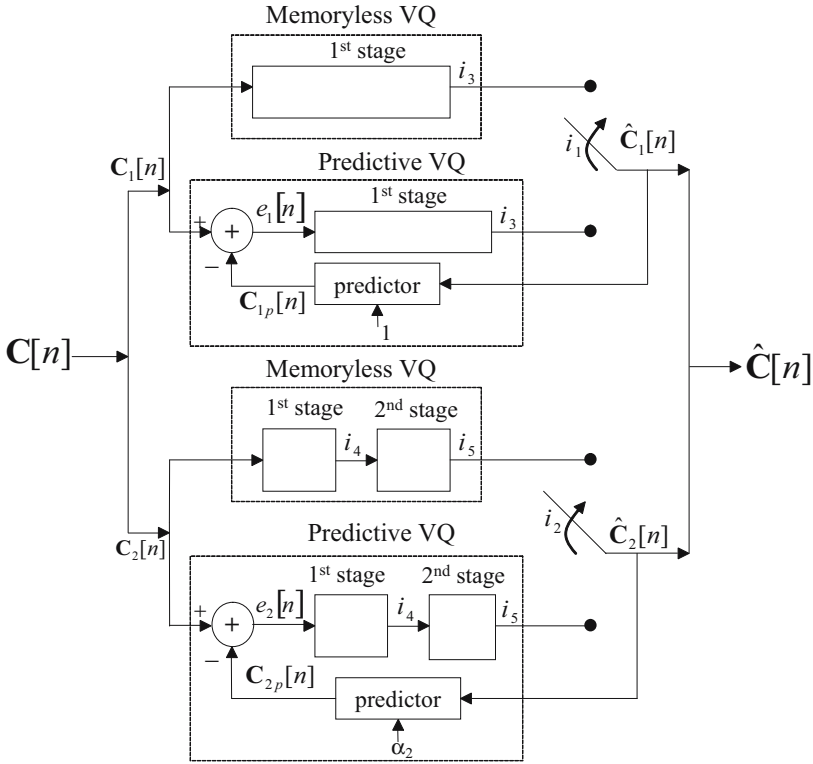 Memoryless VQ
1st stage
i3
C1[n]
i1
Ĉ1[n]
Predictive VQ
1st stage
+
e1[n]
i3
+
−
C1p[n]
predictor
1
C[n]
Ĉ[n]
Memoryless VQ
1st stage
2nd stage
i4
i5
C2[n]
i2
Ĉ2[n]
Predictive VQ
1st stage
2nd stage
+
e2[n]
i4
i5
+
−
C2p[n]
predictor
α2